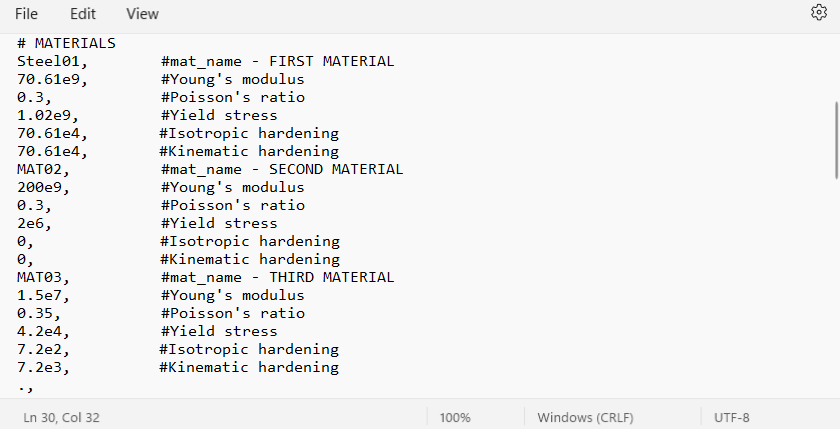 File Edit View
# MATERIALS
Steel01, #mat_name - FIRST MATERIAL
70.61e9, #Young's modulus
0.3, #Poisson's ratio
1.02e9, #Yield stress
70.61e4, #Isotropic hardening
70.61e4, #Kinematic hardening
MAT02, #mat_name - SECOND MATERIAL
200e9, #Young's modulus
0.3, #Poisson's ratio
2e6, #Yield stress
0, #Isotropic hardening
0, #Kinematic hardening
MAT03, #mat_name - THIRD MATERIAL
1.5e7, #Young's modulus
0.35, #Poisson's ratio
4.2e4, #Yield stress
7.2e2, #Isotropic hardening
7.2e3, #Kinematic hardening
.,
Ln 30, Col 32 100% Windows (CRLF) UTF-8